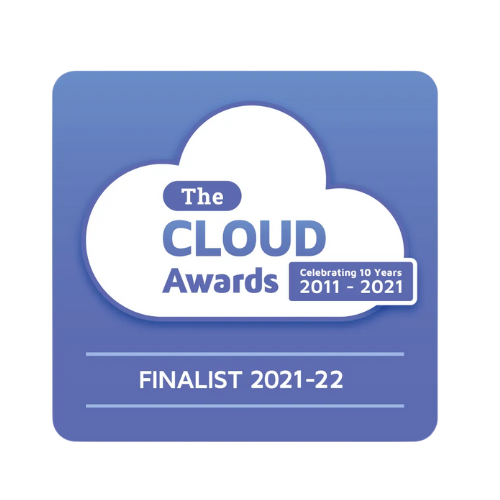 The
CLOUD
Awards
Celebrating 10 Years
2011 - 2021
FINALIST 2021-22